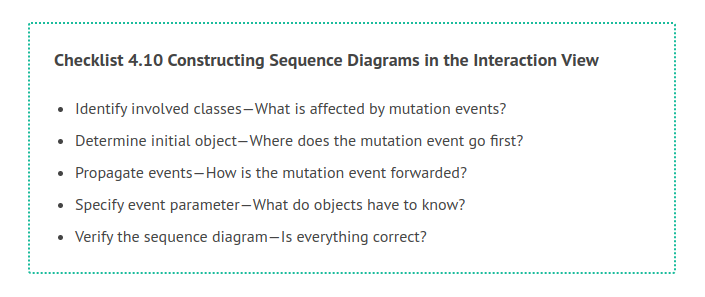 Checklist 4.10 Constructing Sequence Diagrams in the Interaction View
• Identify involved classes—What is affected by mutation events?
• Determine initial object—Where does the mutation event go first?
• Propagate events—How is the mutation event forwarded?
• Specify event parameter—What do objects have to know?
• Verify the sequence diagram—Is everything correct?